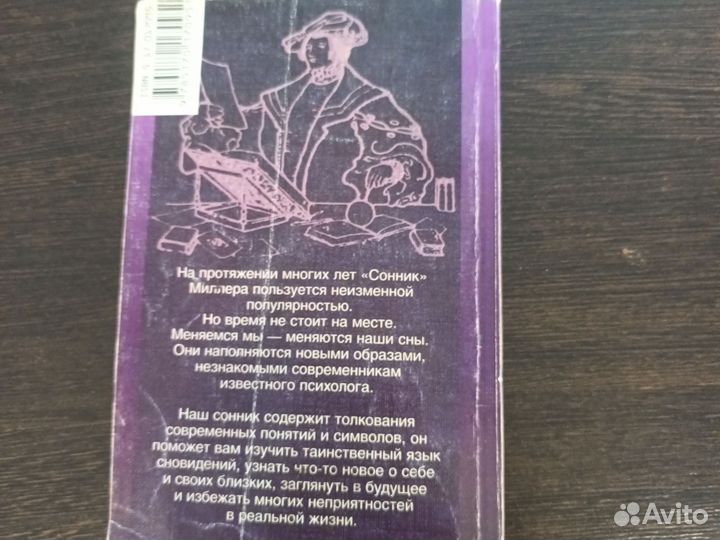 На протяжении многих лет «Сонник»
Миллера пользуется неизменной
популярностью.
Но время не стоит на месте.
Меняемся мы — меняются наши сны.
Они наполняются новыми образами,
незнакомыми современникам
известного психолога.
Наш сонник содержит толкования
современных понятий и символов, он
поможет вам изучить таинственный язык
сновидений, узнать что-то новое о себе
и своих близких, заглянуть в будущее
и избежать многих неприятностей
в реальной жизни.
Avito